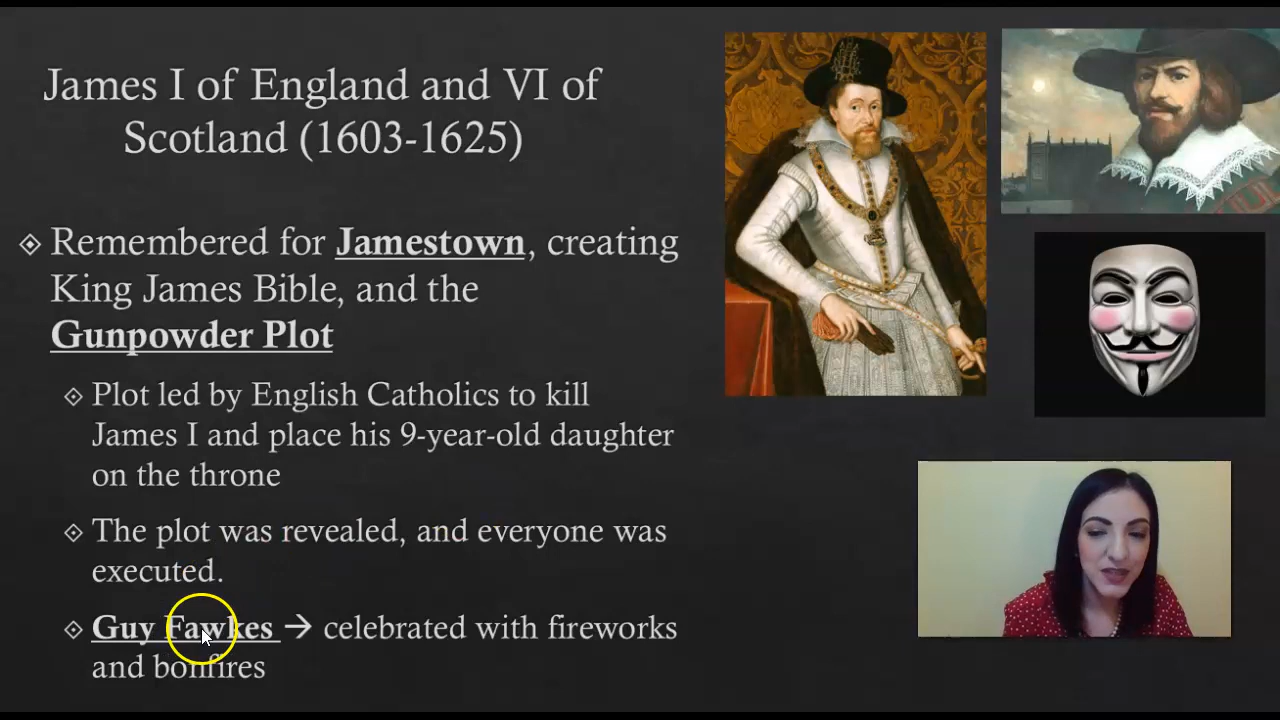 James I of England and VI of
Scotland (1603-1625)
Remembered for Jamestown, creating
King James Bible, and the
Gunpowder Plot
Plot led by English Catholics to kill
James I and place his 9-year-old daughter
on the throne
The plot was revealed, and everyone was
executed.
Guy Fawkes → celebrated with fireworks
and bonfires